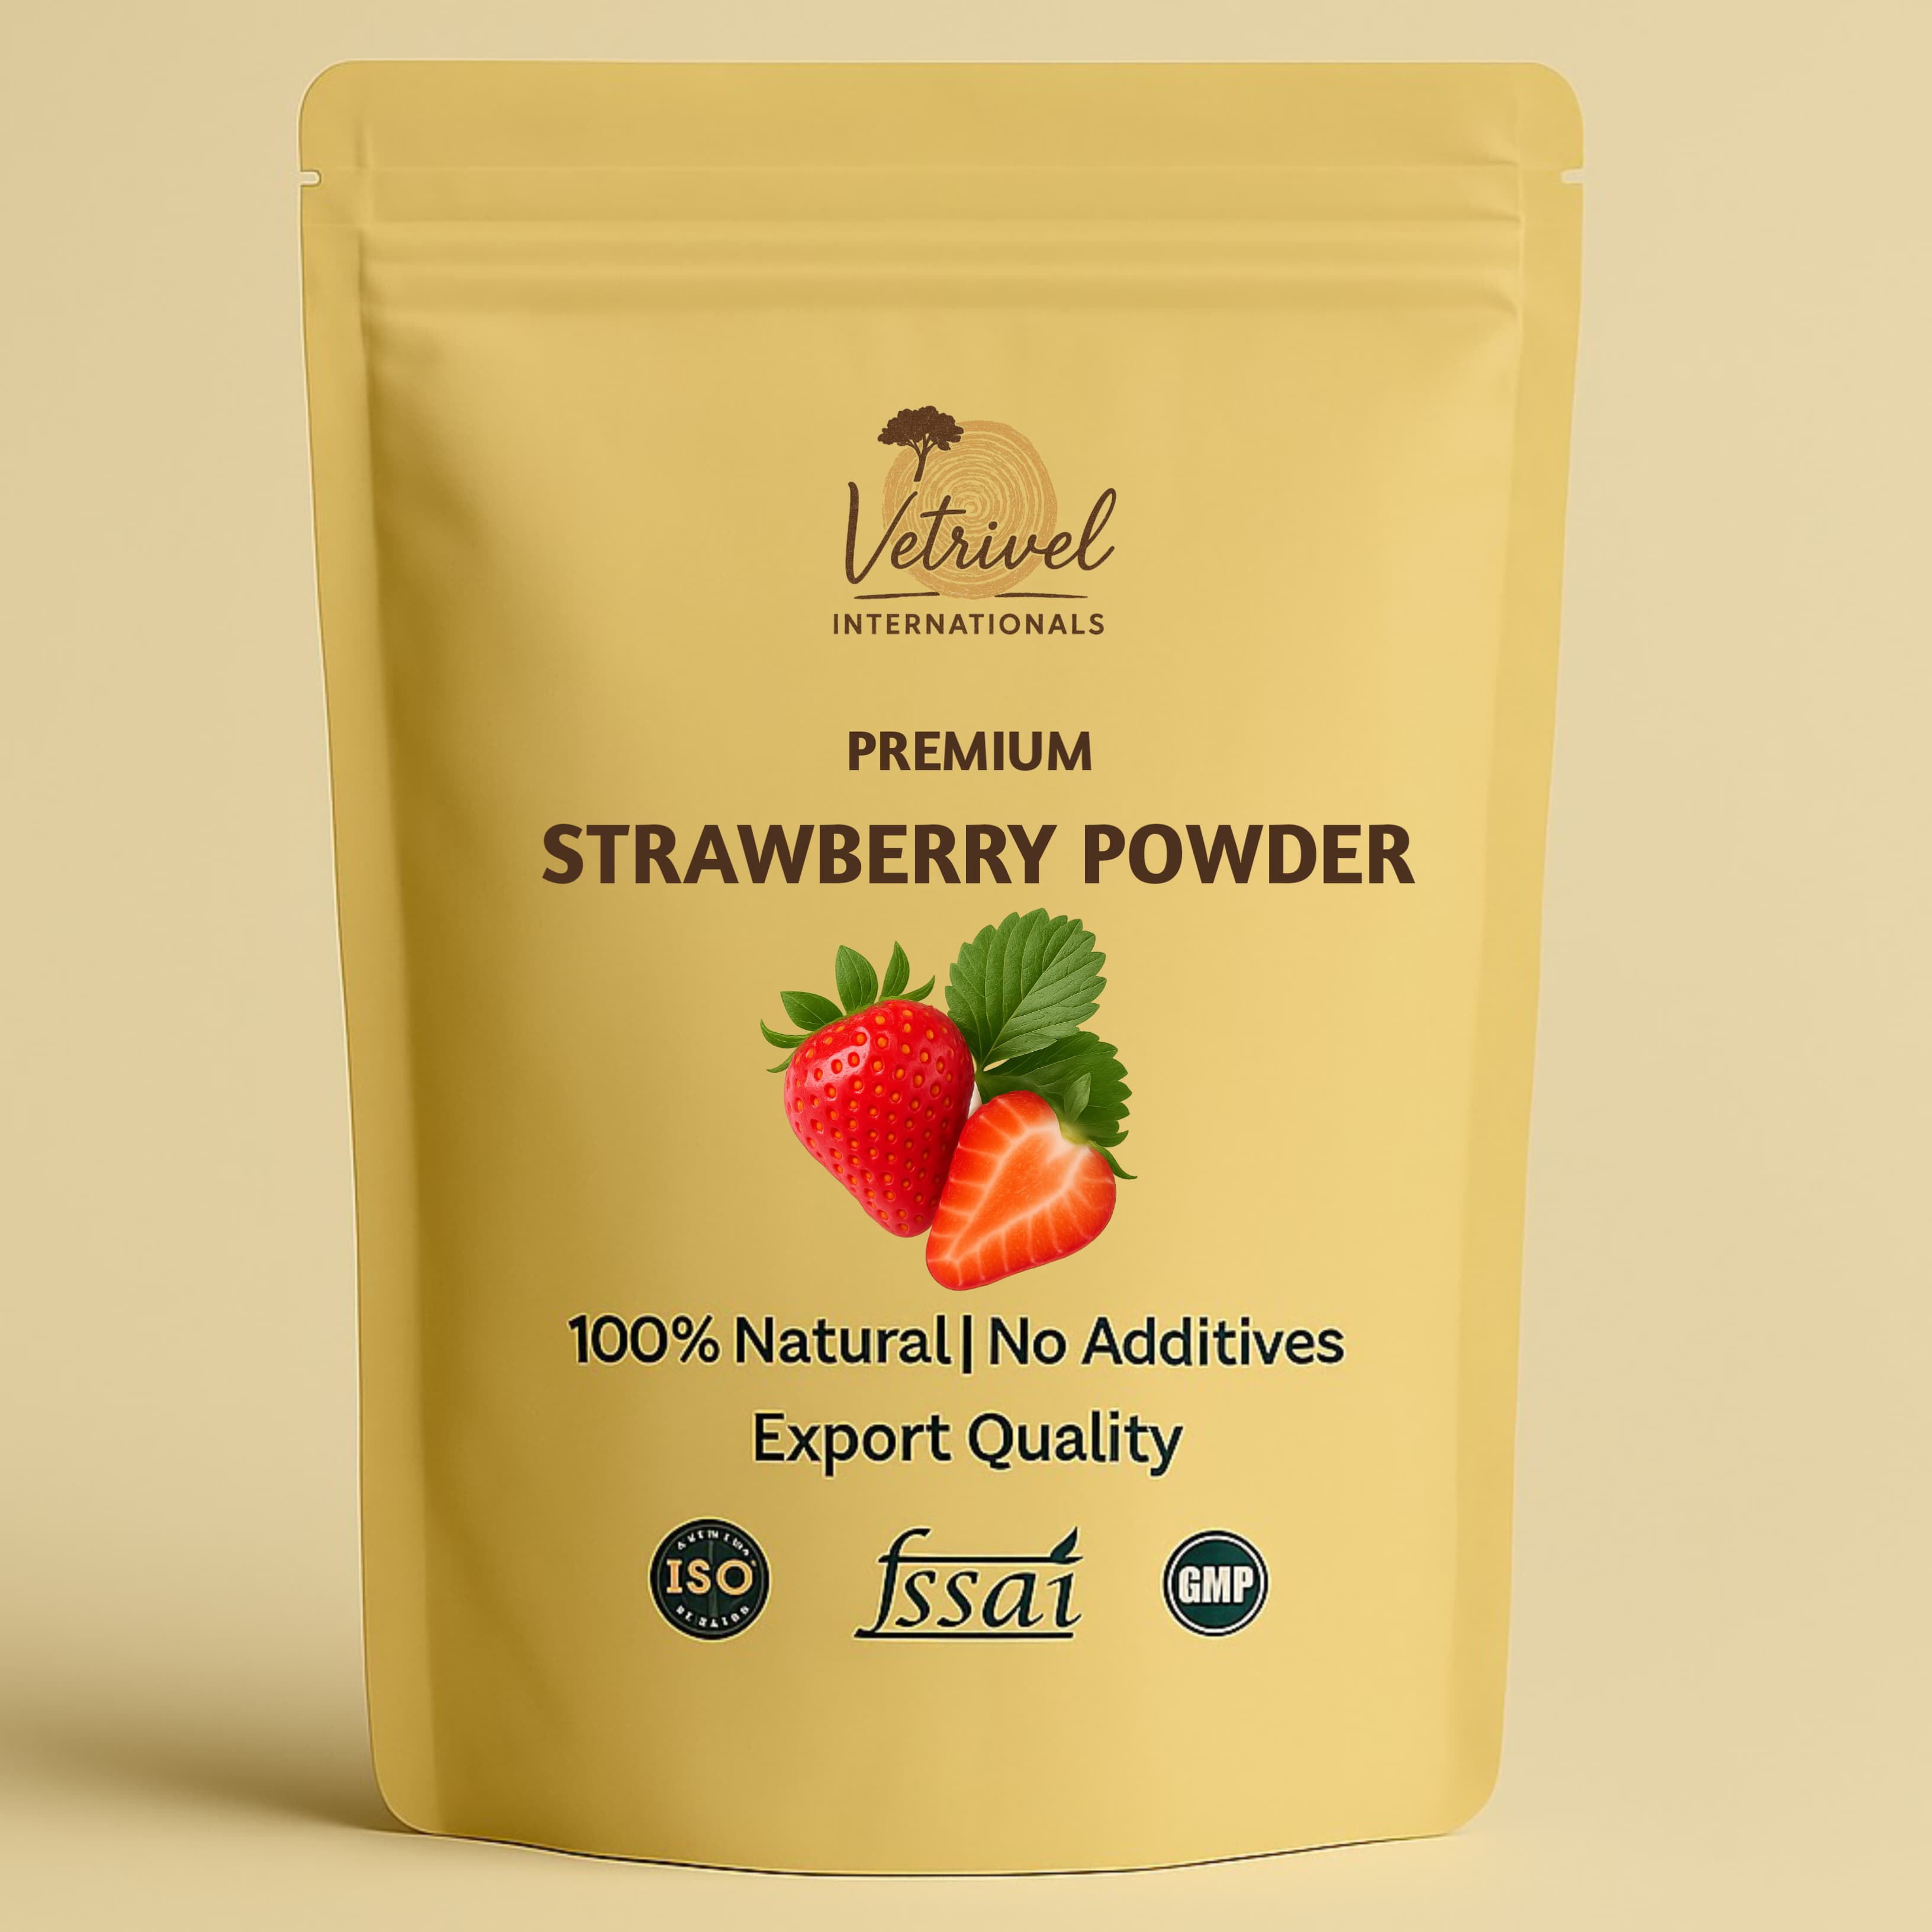 Vetrivel
INTERNATIONALS
PREMIUM
STRAWBERRY POWDER
100% Natural| No Additives
Export Quality
ISO
fssai
GMP